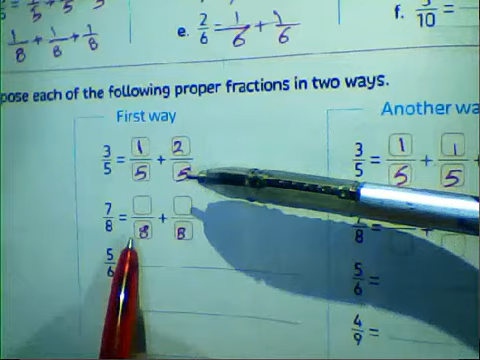 1/8 + 1/8 + 1/8
e. 2/6 = 1/6 + 1/6
f. /10 =
pose each of the following proper fractions in two ways.
First way
Another wa
3/5 = 1/5 + 2/5
3/5 = 1/5 + 1/5
7/8 = /8 + /8
/8 =
5/6
5/6 =
4/9 =